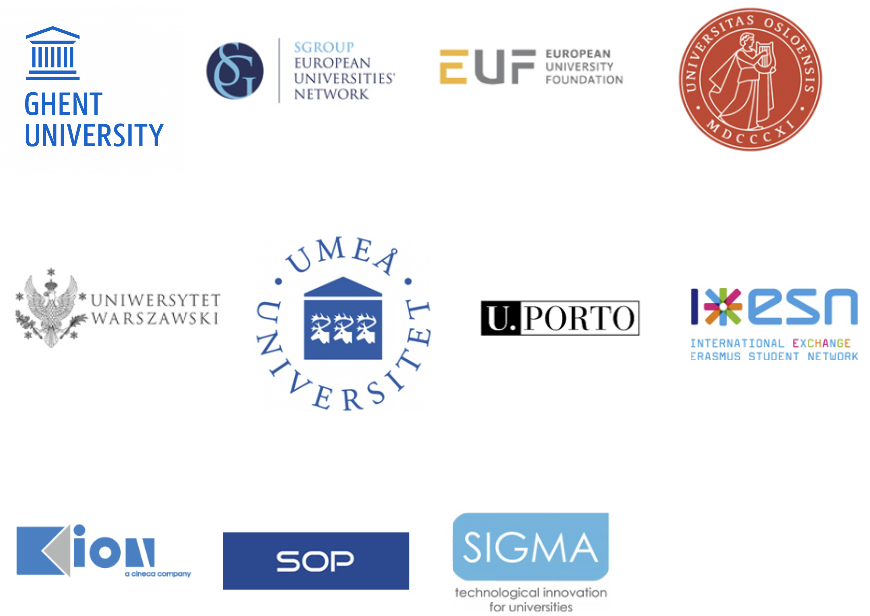 GHENT
UNIVERSITY
SG
SGROUP
EUROPEAN
UNIVERSITIES'
NETWORK
EUF
EUROPEAN
UNIVERSITY
FOUNDATION
UNIVERSITAS OSLOENSIS
MDCCCXI
UNIWERSYTET
WARSZAWSKI
UMEÅ
UNIVERSITET
U.PORTO
esn
INTERNATIONAL EXCHANGE
ERASMUS STUDENT NETWORK
Kion
a cineca company
SOP
SIGMA
technological innovation
for universities